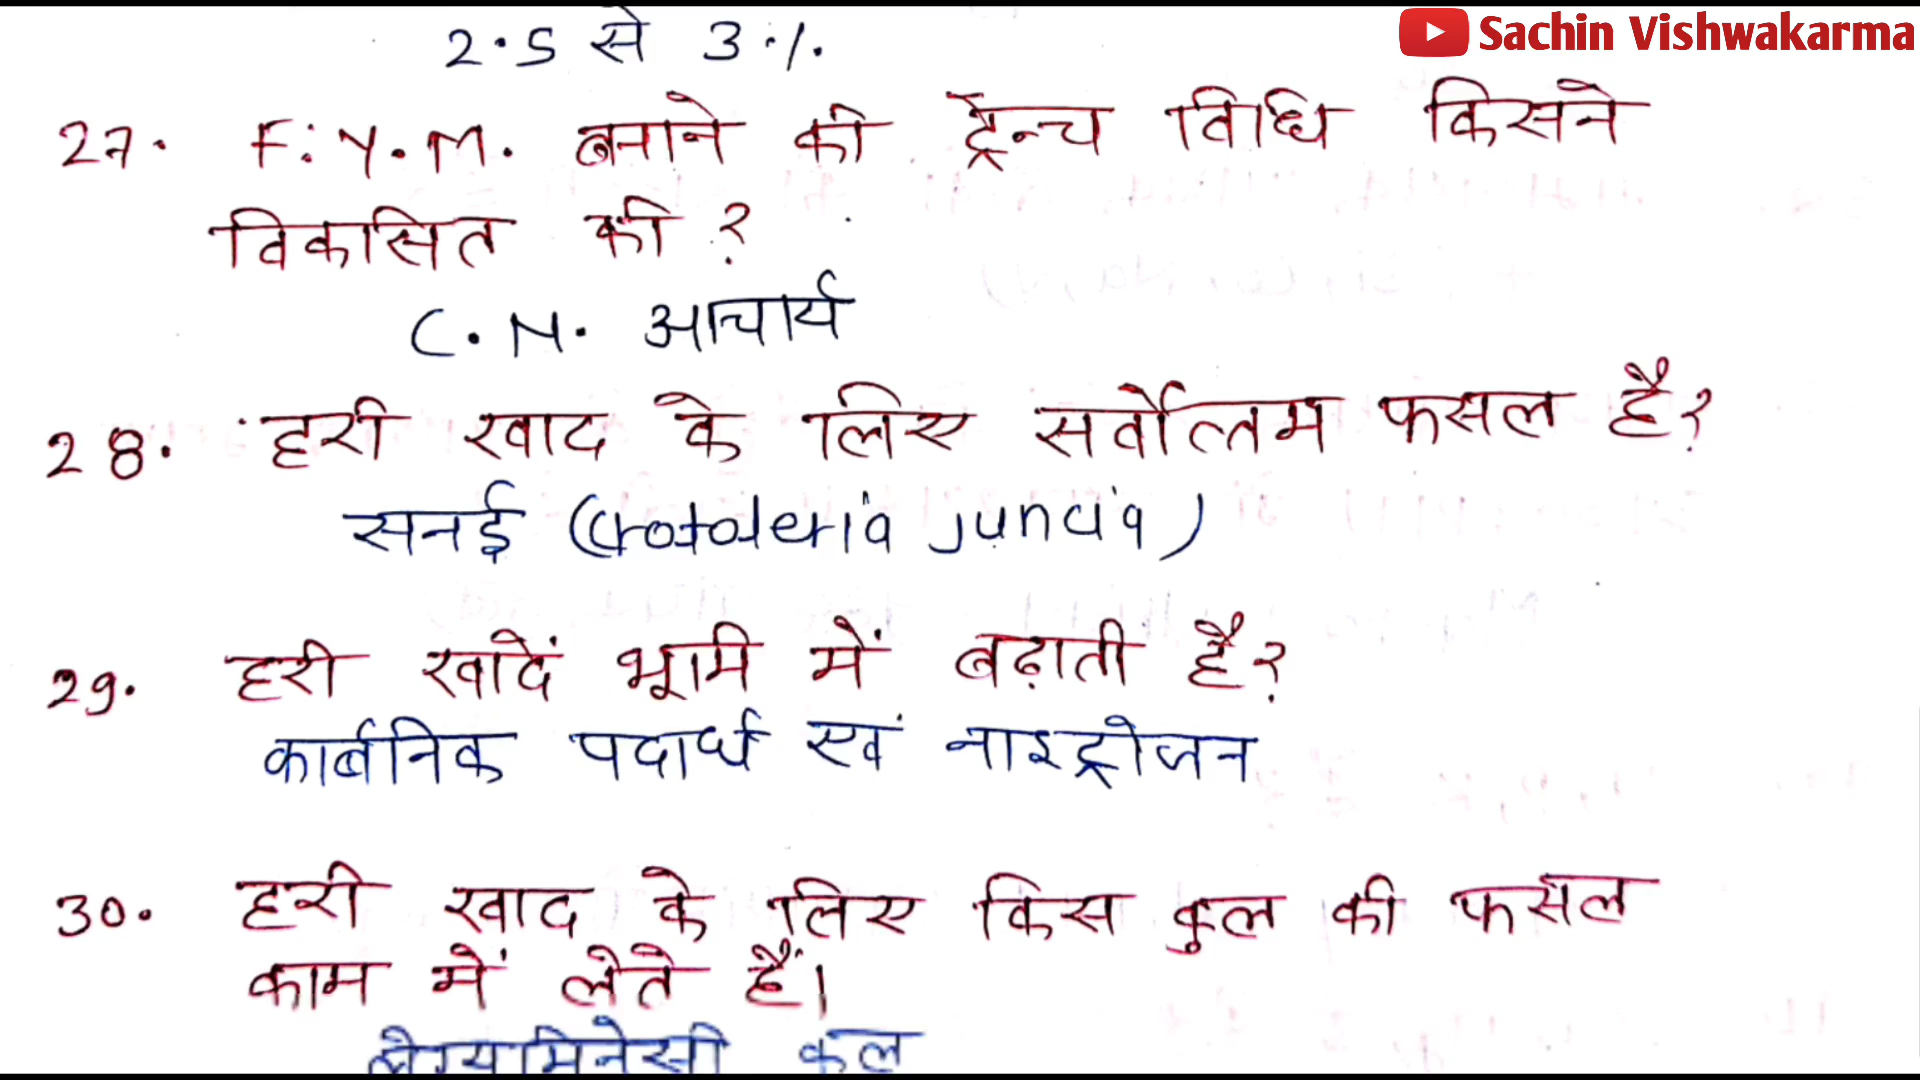 Sachin Vishwakarma
2.5 से 3%.
27. F.Y.M. बनाने की ट्रेन्च विधि किसने
विकासित की ?
C.N. आचार्य
28. हरी खाद के लिए सर्वोत्तम फसल है?
सनई (Crotoleria juncia)
29. हरी खादें भूमि में बढ़ाती है?
कार्बनिक पदार्थ एवं नाइट्रोजन
30. हरी खाद के लिए किस कुल की फसल
काम में लेते हैं।
लेग्यूमिनेसी कुल